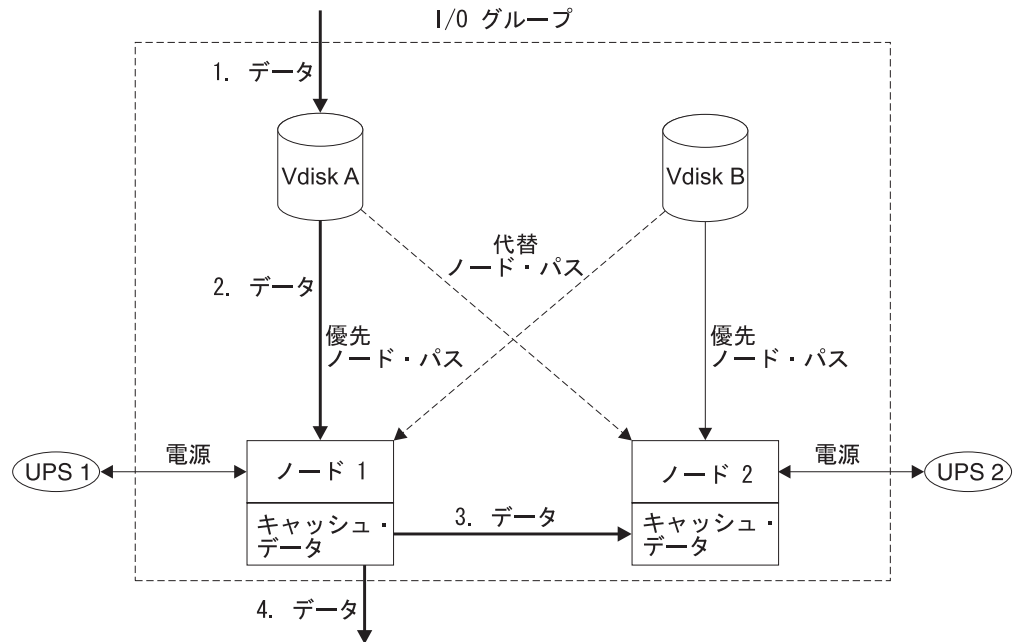 I/O グループ
1. データ
Vdisk A
Vdisk B
代替
ノード・パス
2. データ
優先
ノード・パス
優先
ノード・パス
UPS 1
電源
ノード 1
ノード 2
電源
UPS 2
キャッシュ・
データ
3. データ
キャッシュ・
データ
4. データ